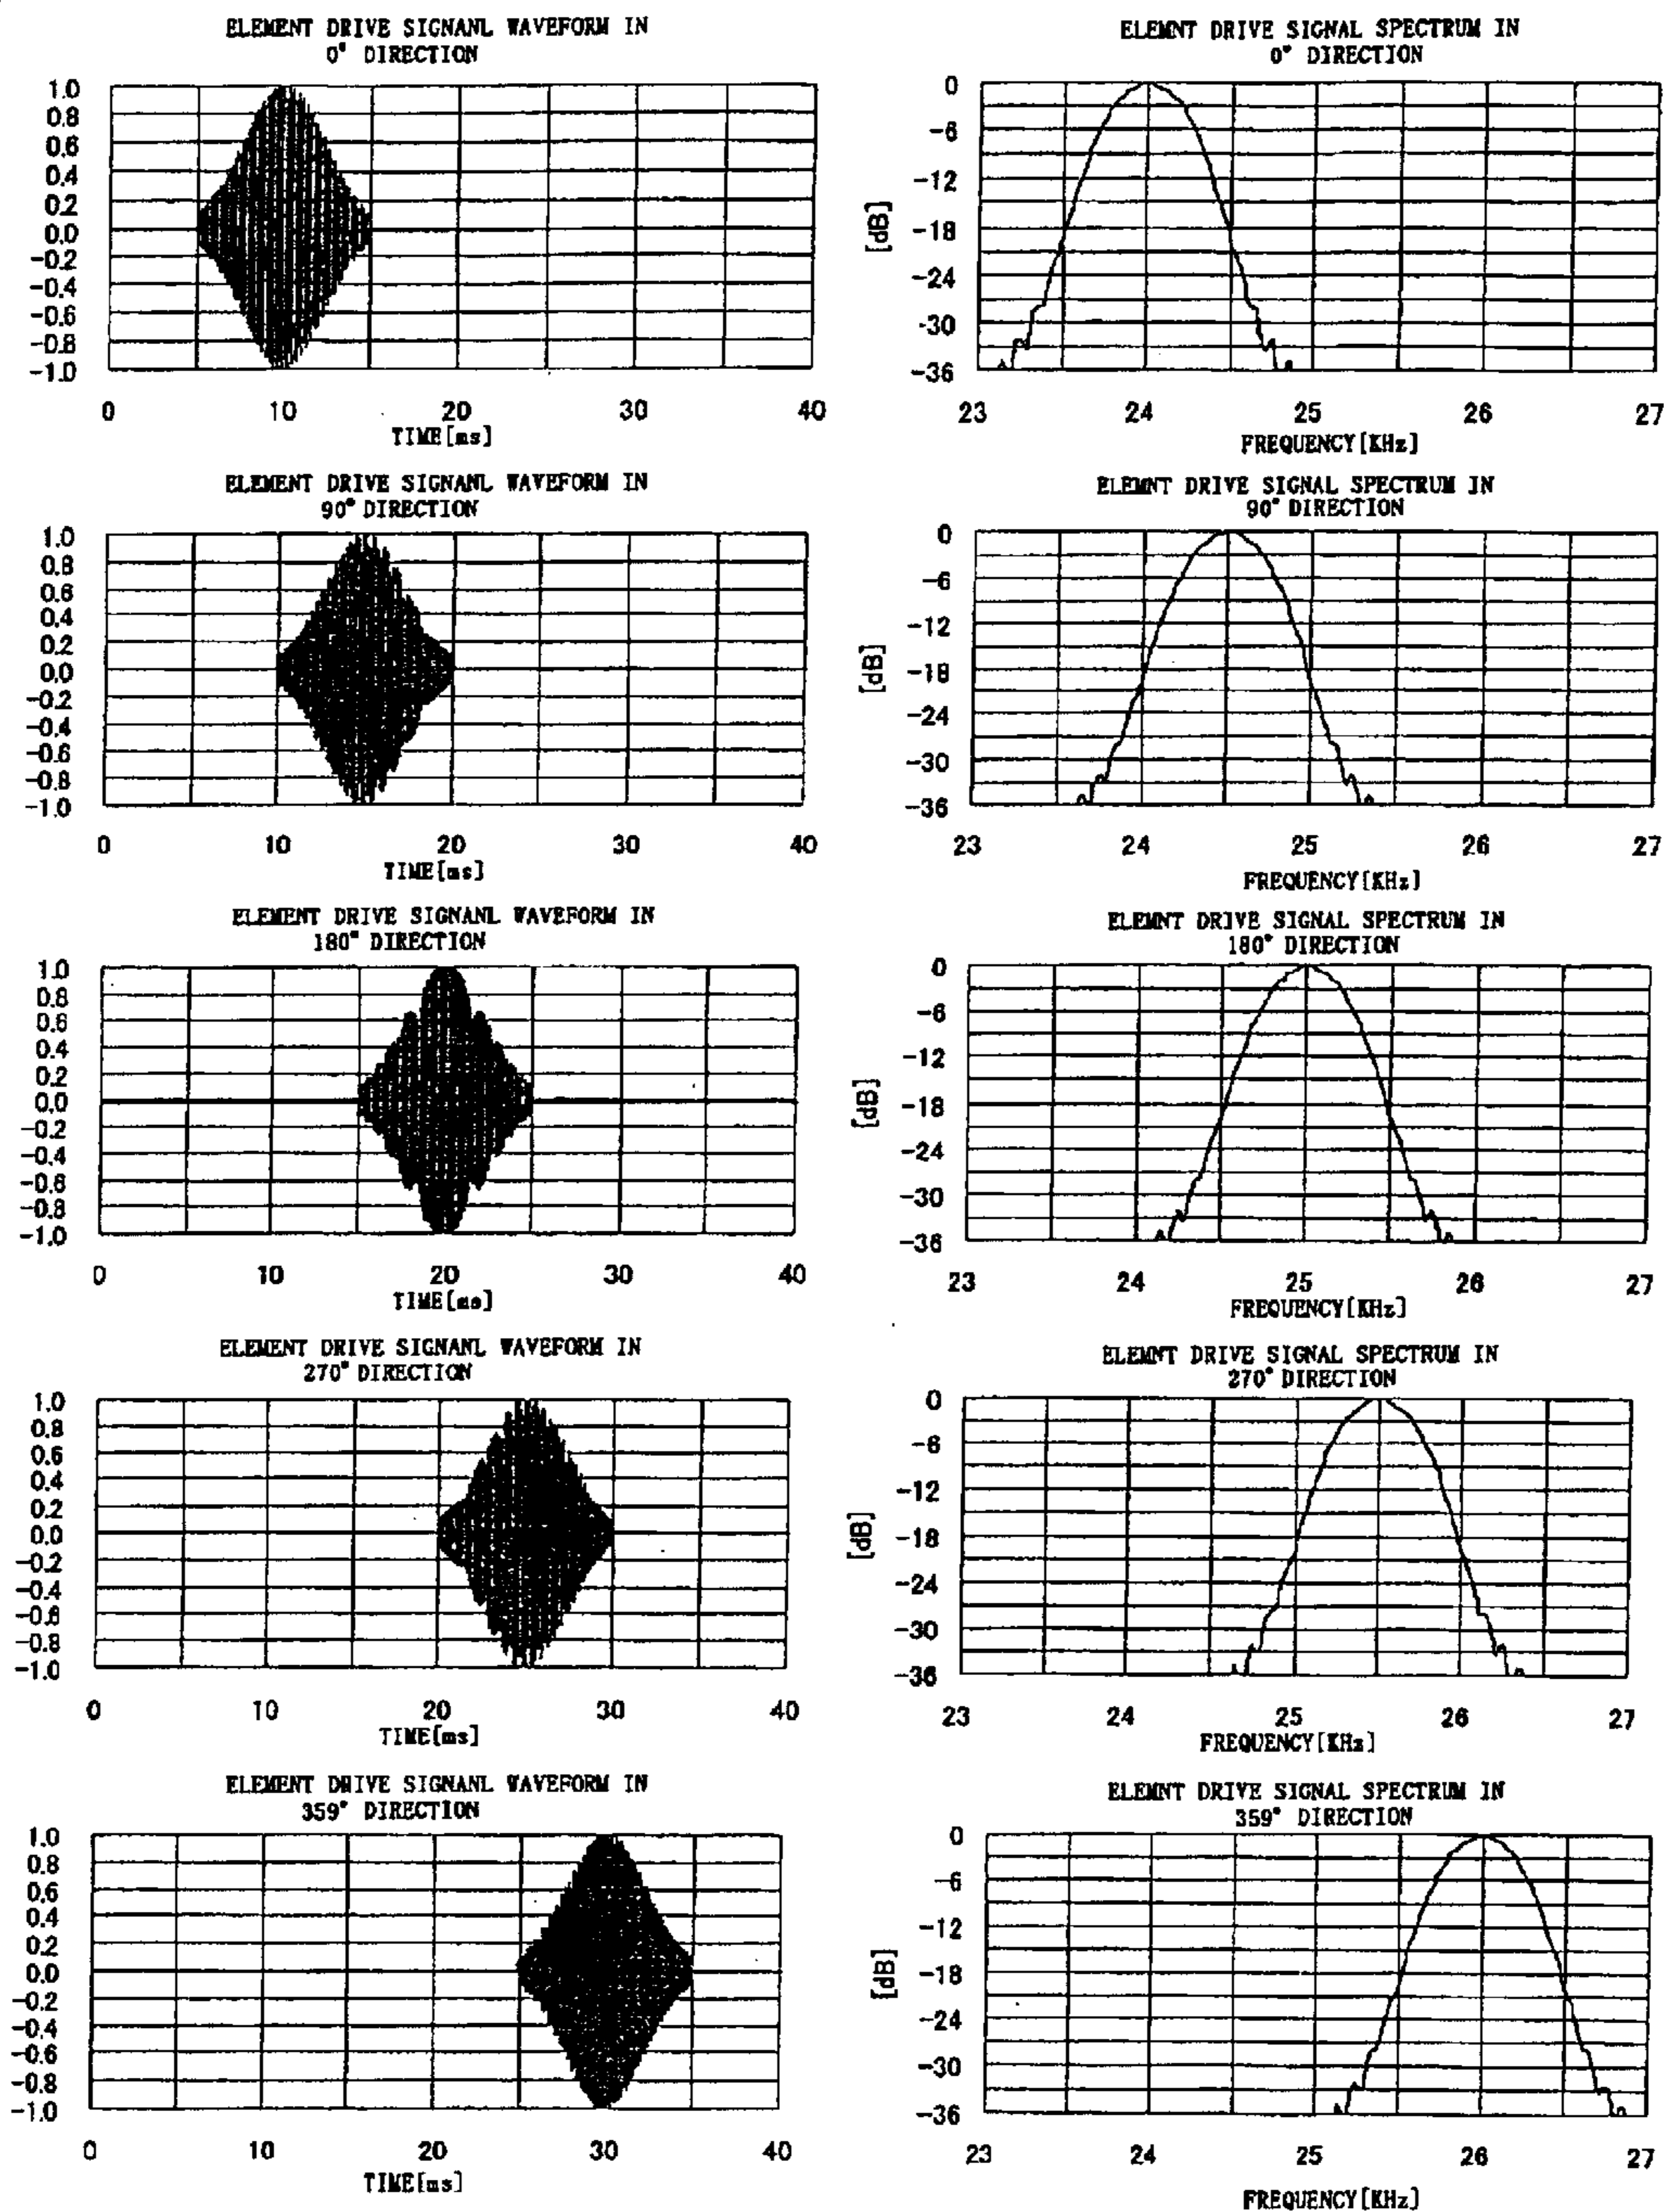 ELEMENT DRIVE SIGNANL WAVEFORM IN
0° DIRECTION
1.0
0.8
0.6
0.4
0.2
0.0
-0.2
-0.4
-0.6
-0.8
-1.0
0 10 20 30 40
TIME[ms]
ELEMNT DRIVE SIGNAL SPECTRUM IN
0° DIRECTION
[dB]
0
-6
-12
-18
-24
-30
-36
23 24 25 26 27
FREQUENCY[KHz]
ELEMENT DRIVE SIGNANL WAVEFORM IN
90° DIRECTION
1.0
0.8
0.6
0.4
0.2
0.0
-0.2
-0.4
-0.6
-0.8
-1.0
0 10 20 30 40
TIME[ms]
ELEMNT DRIVE SIGNAL SPECTRUM IN
90° DIRECTION
[dB]
0
-6
-12
-18
-24
-30
-36
23 24 25 26 27
FREQUENCY[KHz]
ELEMENT DRIVE SIGNANL WAVEFORM IN
180° DIRECTION
1.0
0.8
0.6
0.4
0.2
0.0
-0.2
-0.4
-0.6
-0.8
-1.0
0 10 20 30 40
TIME[ms]
ELEMNT DRIVE SIGNAL SPECTRUM IN
180° DIRECTION
[dB]
0
-6
-12
-18
-24
-30
-36
23 24 25 26 27
FREQUENCY[KHz]
ELEMENT DRIVE SIGNANL WAVEFORM IN
270° DIRECTION
1.0
0.8
0.6
0.4
0.2
0.0
-0.2
-0.4
-0.6
-0.8
-1.0
0 10 20 30 40
TIME[ms]
ELEMNT DRIVE SIGNAL SPECTRUM IN
270° DIRECTION
[dB]
0
-6
-12
-18
-24
-30
-36
23 24 25 26 27
FREQUENCY[KHz]
ELEMENT DRIVE SIGNANL WAVEFORM IN
359° DIRECTION
1.0
0.8
0.6
0.4
0.2
0.0
-0.2
-0.4
-0.6
-0.8
-1.0
0 10 20 30 40
TIME[ms]
ELEMNT DRIVE SIGNAL SPECTRUM IN
359° DIRECTION
[dB]
0
-6
-12
-18
-24
-30
-36
23 24 25 26 27
FREQUENCY[KHz]